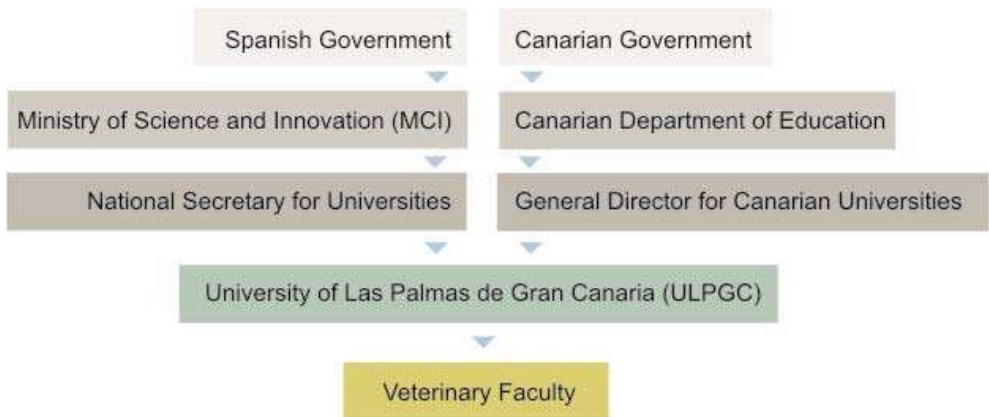 Spanish Government
Canarian Government
Ministry of Science and Innovation (MCI)
Canarian Department of Education
National Secretary for Universities
General Director for Canarian Universities
University of Las Palmas de Gran Canaria (ULPGC)
Veterinary Faculty